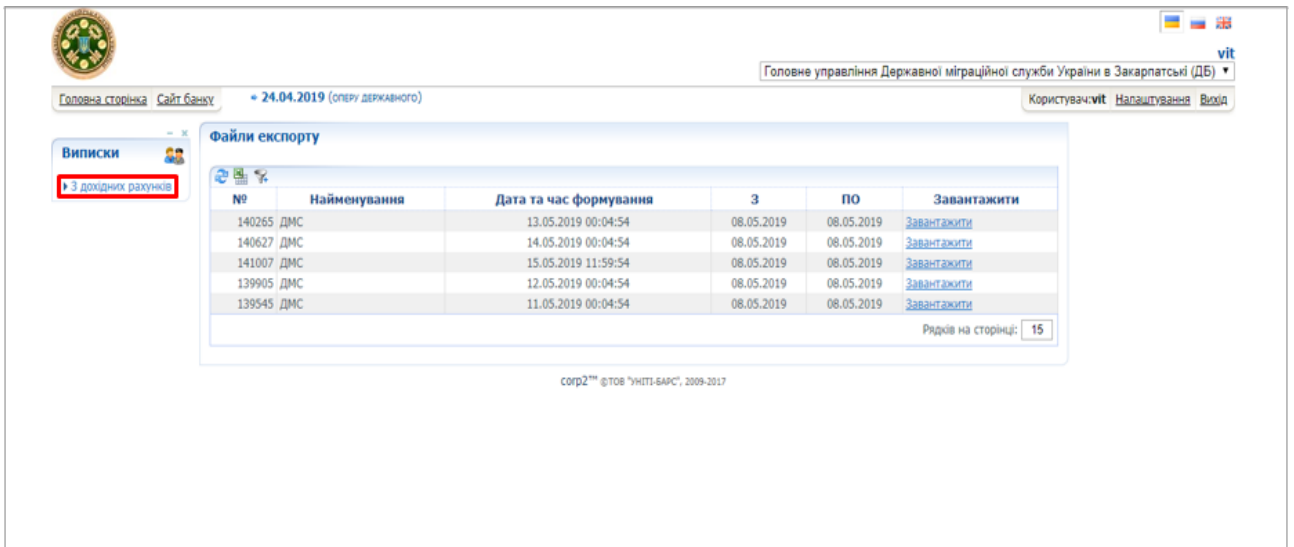 vit
Головне управління Державної міграційної служби України в Закарпатські (ДБ)
Головна сторінка Сайт банку 24.04.2019 (ОПЕРУ ДЕРЖАВНОГО) Користувач:vit Налаштування Вихід
Виписки
З дохідних рахунків
Файли експорту
№ Найменування Дата та час формування З ПО Завантажити
140265 ДМС 13.05.2019 00:04:54 08.05.2019 08.05.2019 Завантажити
140627 ДМС 14.05.2019 00:04:54 08.05.2019 08.05.2019 Завантажити
141007 ДМС 15.05.2019 11:59:54 08.05.2019 08.05.2019 Завантажити
139905 ДМС 12.05.2019 00:04:54 08.05.2019 08.05.2019 Завантажити
139545 ДМС 11.05.2019 00:04:54 08.05.2019 08.05.2019 Завантажити
Рядків на сторінці: 15
corp2™ ©ТОВ "УНІТІ-БАРС", 2009-2017